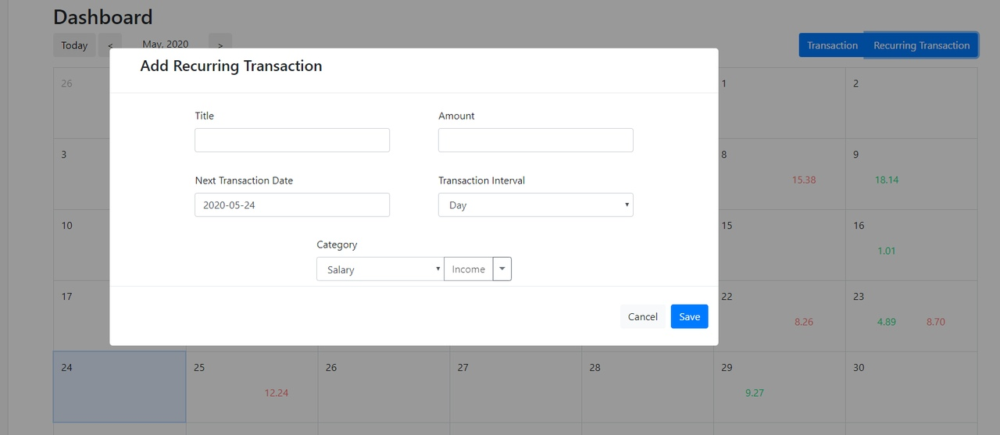 Dashboard
Today < May, 2020 > Transaction Recurring Transaction
Add Recurring Transaction
26 1 2
Title Amount
3 8 9
Next Transaction Date Transaction Interval
15.38 18.14
2020-05-24 Day
10 15 16
Category
1.01
Salary Income
17 22 23
Cancel Save
8.26 4.89 8.70
24 25 26 27 28 29 30
12.24 9.27